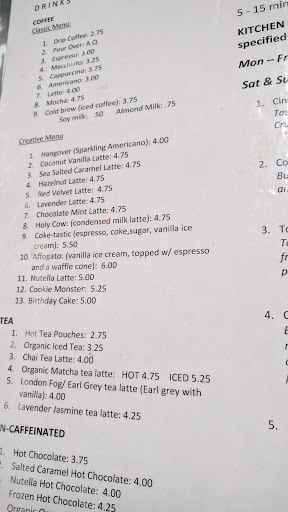 DRINKS
COFFEE
Classic Menu:
1. Drip Coffee: 2.75
2. Pour Over: A.Q.
3. Espresso: 3.00
4. Macchiato: 3.25
5. Cappuccino: 3.75
6. Americano: 3.00
7. Latte: 4.00
8. Mocha: 4.75
9. Cold brew (iced coffee): 3.75
Soy milk: .50 Almond Milk: .75
Creative Menu
1. Hangover (Sparkling Americano): 4.00
2. Coconut Vanilla Latte: 4.75
3. Sea Salted Caramel Latte: 4.75
4. Hazelnut Latte: 4.75
5. Red Velvet Latte: 4.75
6. Lavender Latte: 4.75
7. Chocolate Mint Latte: 4.75
8. Holy Cow: (condensed milk latte): 4.75
9. Coke-tastic (espresso, coke,sugar, vanilla ice
cream): 5.50
10. Affogato: (vanilla ice cream, topped w/ espresso
and a waffle cone): 6.00
11. Nutella Latte: 5.00
12. Cookie Monster: 5.25
13. Birthday Cake: 5.00
TEA
1. Hot Tea Pouches: 2.75
2. Organic Iced Tea: 3.25
3. Chai Tea Latte: 4.00
4. Organic Matcha tea latte: HOT 4.75 ICED 5.25
5. London Fog/ Earl Grey tea latte (Earl grey with
vanilla): 4.00
6. Lavender Jasmine tea latte: 4.25
N-CAFFEINATED
1. Hot Chocolate: 3.75
Salted Caramel Hot Chocolate: 4.00
Nutella Hot Chocolate: 4.00
Frozen Hot Chocolate: 4.25
Organic
5 - 15 min
KITCHEN
specified
Mon – Fr
Sat & Su
1. Cin
2. Co
3. T
4.
5.